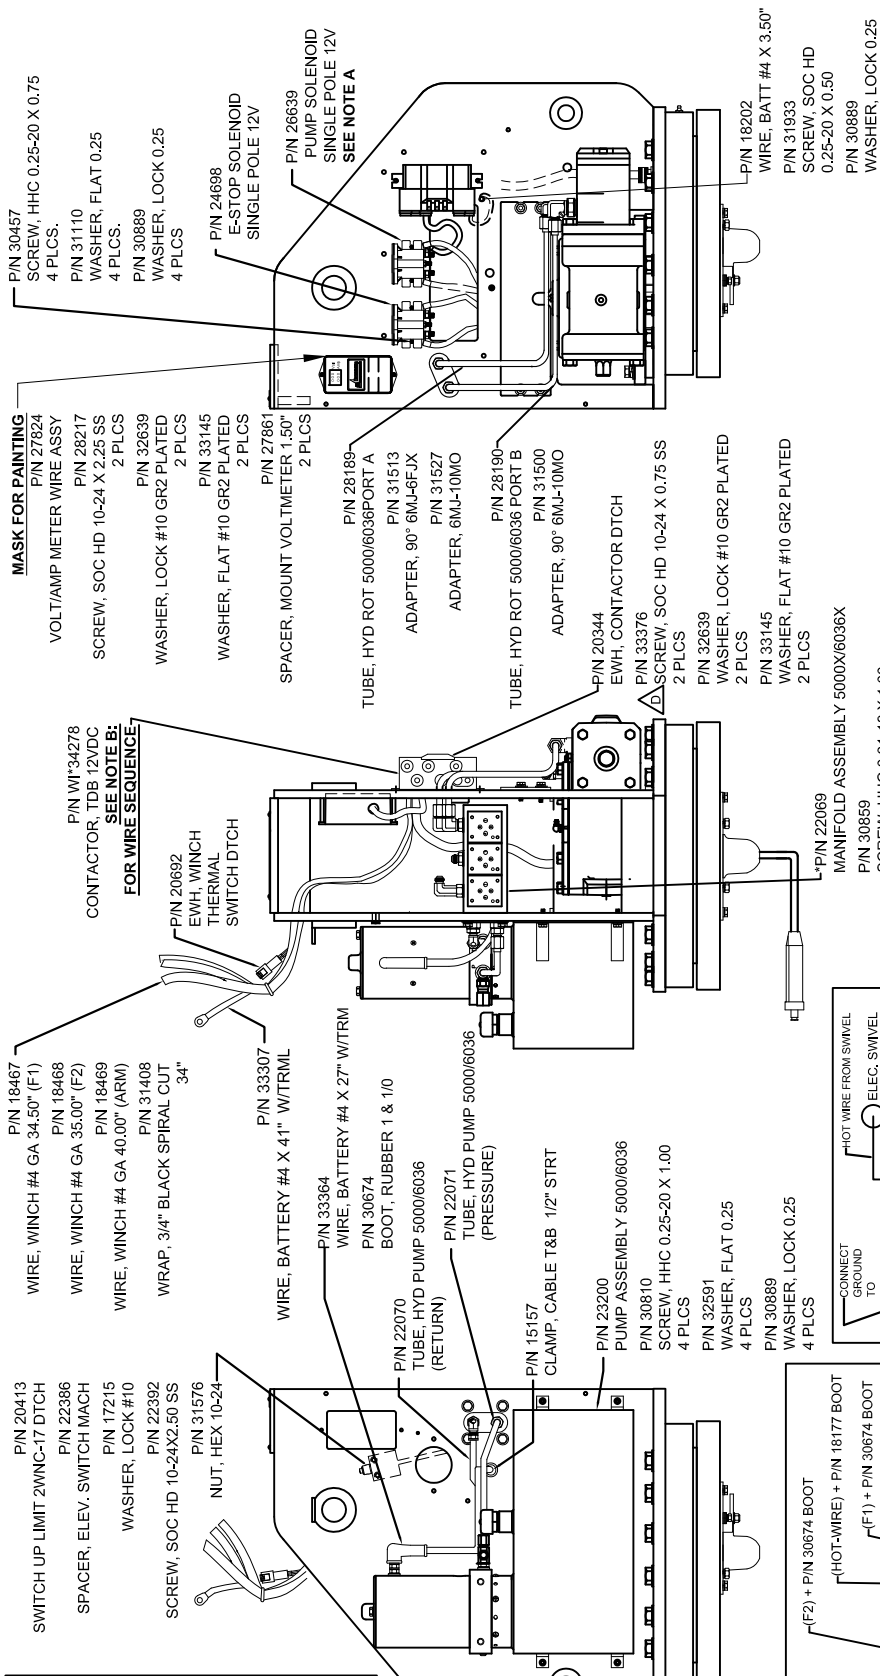 P/N 20413
SWITCH UP LIMIT 2WNC-17 DTCH
P/N 22386
SPACER, ELEV. SWITCH MACH
P/N 17215
WASHER, LOCK #10
P/N 22392
SCREW, SOC HD 10-24X2.50 SS
P/N 31576
NUT, HEX 10-24
P/N 18467
WIRE, WINCH #4 GA 34.50" (F1)
P/N 18468
WIRE, WINCH #4 GA 35.00" (F2)
P/N 18469
WIRE, WINCH #4 GA 40.00" (ARM)
P/N 31408
WRAP, 3/4" BLACK SPIRAL CUT
34"
P/N 33307
WIRE, BATTERY #4 X 41" W/TRML
P/N 33364
WIRE, BATTERY #4 X 27" W/TRM
P/N 30674
BOOT, RUBBER 1 & 1/0
P/N 22070
TUBE, HYD PUMP 5000/6036
(RETURN)
P/N 22071
TUBE, HYD PUMP 5000/6036
(PRESSURE)
P/N 15157
CLAMP, CABLE T&B 1/2" STRT
P/N 23200
PUMP ASSEMBLY 5000/6036
P/N 30810
SCREW, HHC 0.25-20 X 1.00
4 PLCS
P/N 32591
WASHER, FLAT 0.25
4 PLCS
P/N 30889
WASHER, LOCK 0.25
4 PLCS
P/N WI*34278
CONTACTOR, TDB 12VDC
SEE NOTE B:
FOR WIRE SEQUENCE
P/N 20692
EWH, WINCH
THERMAL
SWITCH DTCH
MASK FOR PAINTING
P/N 27824
VOLT/AMP METER WIRE ASSY
P/N 28217
SCREW, SOC HD 10-24 X 2.25 SS
2 PLCS
P/N 32639
WASHER, LOCK #10 GR2 PLATED
2 PLCS
P/N 33145
WASHER, FLAT #10 GR2 PLATED
2 PLCS
P/N 27861
SPACER, MOUNT VOLTMETER 1.50"
2 PLCS
P/N 28189
TUBE, HYD ROT 5000/6036PORT A
P/N 31513
ADAPTER, 90° 6MJ-6FJX
P/N 31527
ADAPTER, 6MJ-10MO
P/N 28190
TUBE, HYD ROT 5000/6036 PORT B
P/N 31500
ADAPTER, 90° 6MJ-10MO
P/N 20344
EWH, CONTACTOR DTCH
P/N 33376
SCREW, SOC HD 10-24 X 0.75 SS
2 PLCS
D
P/N 32639
WASHER, LOCK #10 GR2 PLATED
2 PLCS
P/N 33145
WASHER, FLAT #10 GR2 PLATED
2 PLCS
*P/N 22069
MANIFOLD ASSEMBLY 5000X/6036X
P/N 30859
P/N 30457
SCREW, HHC 0.25-20 X 0.75
4 PLCS.
P/N 31110
WASHER, FLAT 0.25
4 PLCS.
P/N 30889
WASHER, LOCK 0.25
4 PLCS
P/N 24698
E-STOP SOLENOID
SINGLE POLE 12V
P/N 26639
PUMP SOLENOID
SINGLE POLE 12V
SEE NOTE A
P/N 18202
WIRE, BATT #4 X 3.50"
P/N 31933
SCREW, SOC HD
0.25-20 X 0.50
P/N 30889
WASHER, LOCK 0.25
CONNECT
GROUND
TO
HOT WIRE FROM SWIVEL
ELEC. SWIVEL
(F2) + P/N 30674 BOOT
(HOT-WIRE) + P/N 18177 BOOT
(F1) + P/N 30674 BOOT